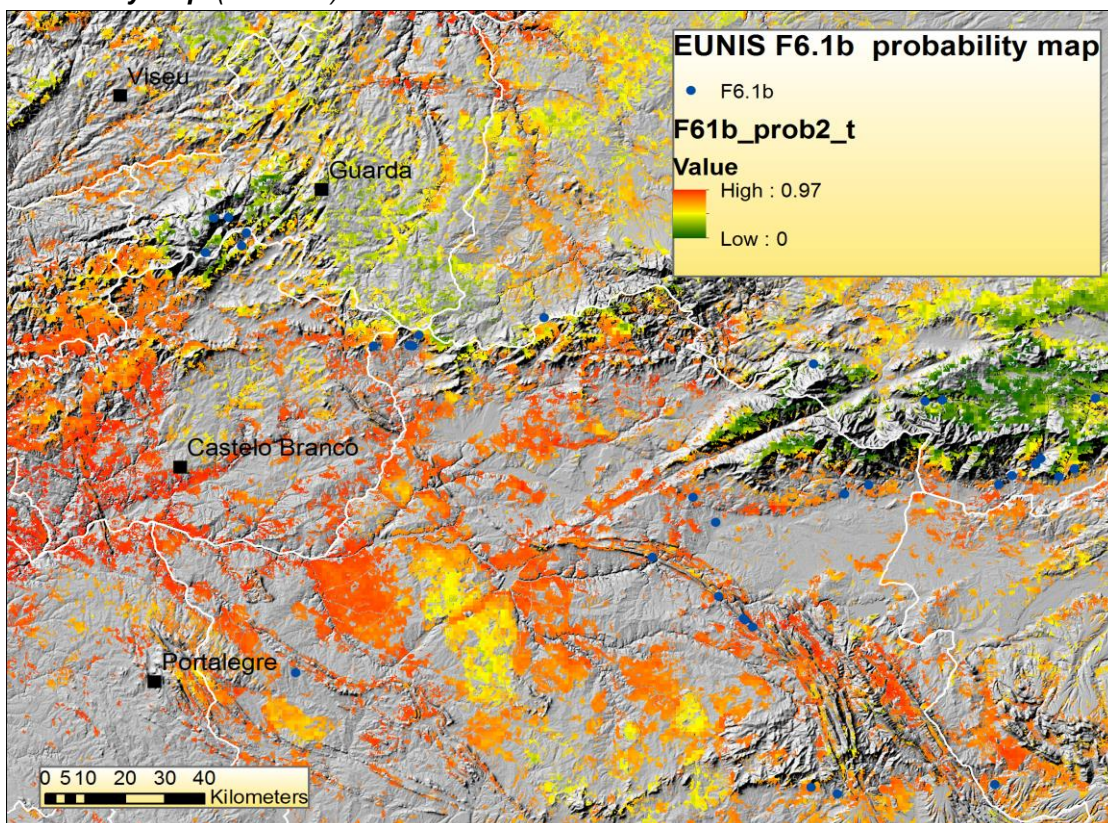 EUNIS F6.1b probability map
Viseu
F6.1b
F61b_prob2_t
Value
Guarda
High : 0.97
Low : 0
Castelo Branco
Portalegre
0 5 10 20 30 40
Kilometers